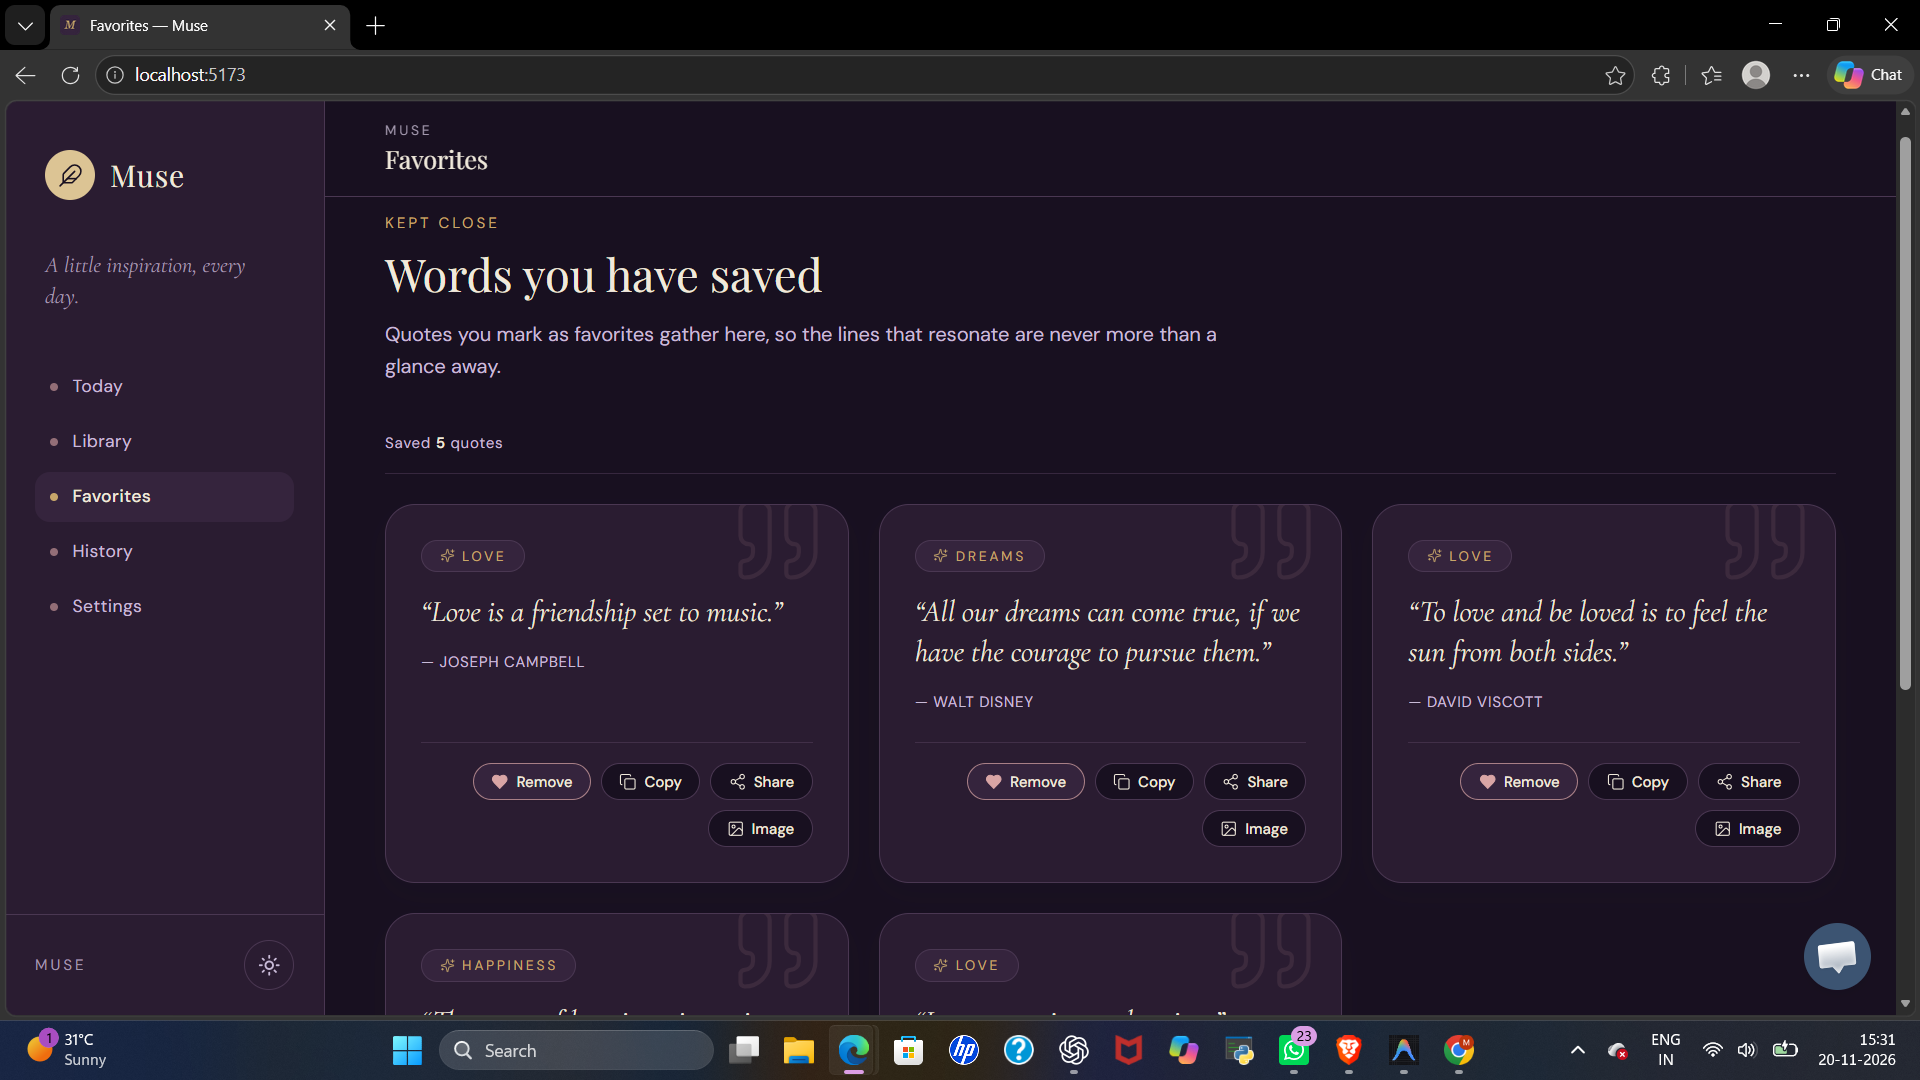 M
Favorites — Muse
localhost:5173
Chat
Muse
A little inspiration, every
day.
Today
Library
Favorites
History
Settings
MUSE
MUSE
Favorites
KEPT CLOSE
Words you have saved
Quotes you mark as favorites gather here, so the lines that resonate are never more than a
glance away.
Saved 5 quotes
LOVE
“Love is a friendship set to music.”
— JOSEPH CAMPBELL
Remove
Copy
Share
Image
DREAMS
“All our dreams can come true, if we
have the courage to pursue them.”
— WALT DISNEY
Remove
Copy
Share
Image
LOVE
“To love and be loved is to feel the
sun from both sides.”
— DAVID VISCOTT
Remove
Copy
Share
Image
HAPPINESS
LOVE
1
31°C
Sunny
Search
hp
23
M
ENG
IN
15:31
20-11-2026